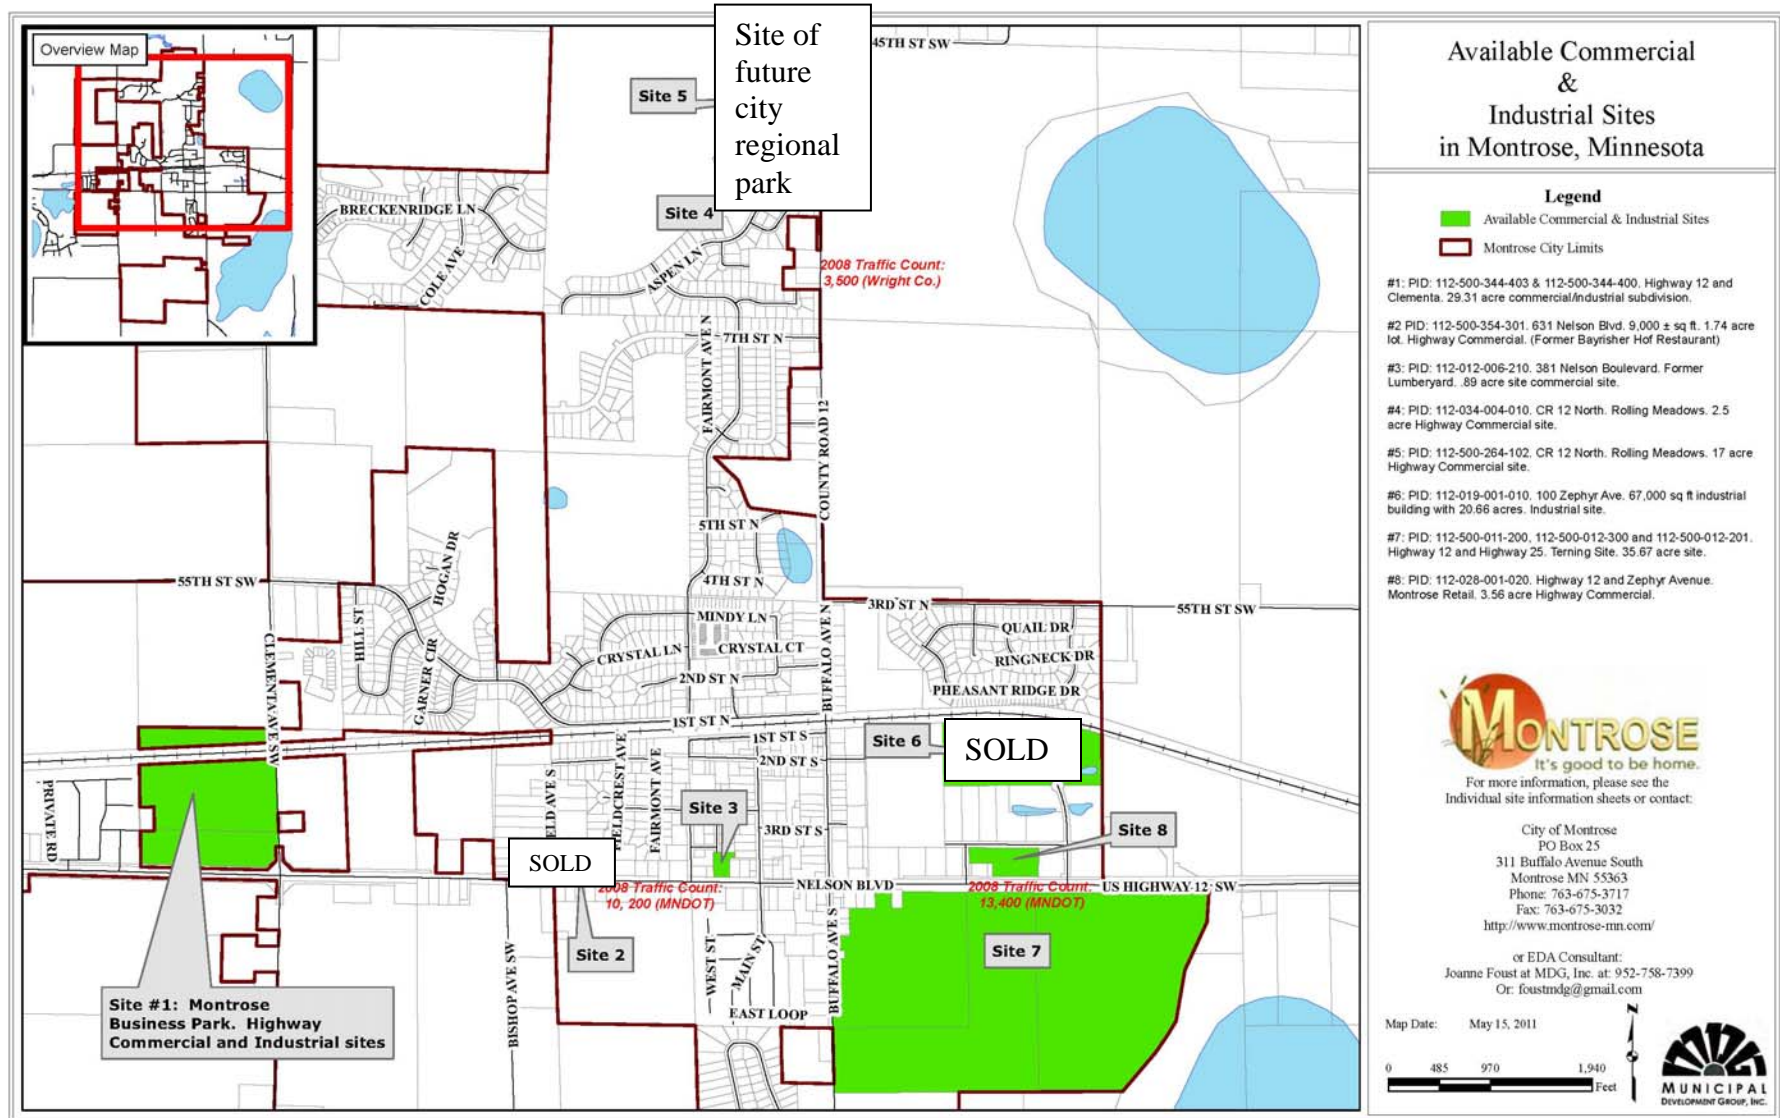 Overview Map
Site of
future
city
regional
park
45TH ST SW
Site 5
Site 4
BRECKENRIDGE LN
COLE AVE
ASPEN LN
2008 Traffic Count:
3,500 (Wright Co.)
FAIRMONT AVE N
7TH ST N
COUNTY ROAD 12
5TH ST N
4TH ST N
HOGAN DR
55TH ST SW
HILL ST
GARNER CIR
CLEMENTA AVE SW
MINDY LN
CRYSTAL LN
CRYSTAL CT
2ND ST N
BUFFALO AVE N
3RD ST N
55TH ST SW
QUAIL DR
RINGNECK DR
PHEASANT RIDGE DR
1ST ST N
1ST ST S
2ND ST S
Site 6
SOLD
PRIVATE RD
ELD AVE S
IELDCREST AVE
FAIRMONT AVE
Site 3
3RD ST S
Site 8
SOLD
2008 Traffic Count:
10, 200 (MNDOT)
NELSON BLVD
2008 Traffic Count:
13,400 (MNDOT)
US HIGHWAY 12 SW
Site 2
Site 7
BISHOP AVE SW
WEST ST
MAIN ST
BUFFALO AVE S
EAST LOOP
Site #1: Montrose
Business Park. Highway
Commercial and Industrial sites
Available Commercial
&
Industrial Sites
in Montrose, Minnesota
Legend
Available Commercial & Industrial Sites
Montrose City Limits
#1: PID: 112-500-344-403 & 112-500-344-400. Highway 12 and
Clementa. 29.31 acre commercial/industrial subdivision.
#2 PID: 112-500-354-301. 631 Nelson Blvd. 9,000 ± sq ft. 1.74 acre
lot. Highway Commercial. (Former Bayrisher Hof Restaurant)
#3: PID: 112-012-006-210. 381 Nelson Boulevard. Former
Lumberyard. .89 acre site commercial site.
#4: PID: 112-034-004-010. CR 12 North. Rolling Meadows. 2.5
acre Highway Commercial site.
#5: PID: 112-500-264-102. CR 12 North. Rolling Meadows. 17 acre
Highway Commercial site.
#6: PID: 112-019-001-010. 100 Zephyr Ave. 67,000 sq ft industrial
building with 20.66 acres. Industrial site.
#7: PID: 112-500-011-200, 112-500-012-300 and 112-500-012-201.
Highway 12 and Highway 25. Terning Site. 35.67 acre site.
#8: PID: 112-028-001-020. Highway 12 and Zephyr Avenue.
Montrose Retail. 3.56 acre Highway Commercial.
MONTROSE
It's good to be home.
For more information, please see the
Individual site information sheets or contact:
City of Montrose
PO Box 25
311 Buffalo Avenue South
Montrose MN 55363
Phone: 763-675-3717
Fax: 763-675-3032
http://www.montrose-mn.com/
or EDA Consultant:
Joanne Foust at MDG, Inc. at: 952-758-7399
Or: foustmdg@gmail.com
Map Date: May 15, 2011
N
0 485 970 1,940
Feet
MUNICIPAL
DEVELOPMENT GROUP, INC.